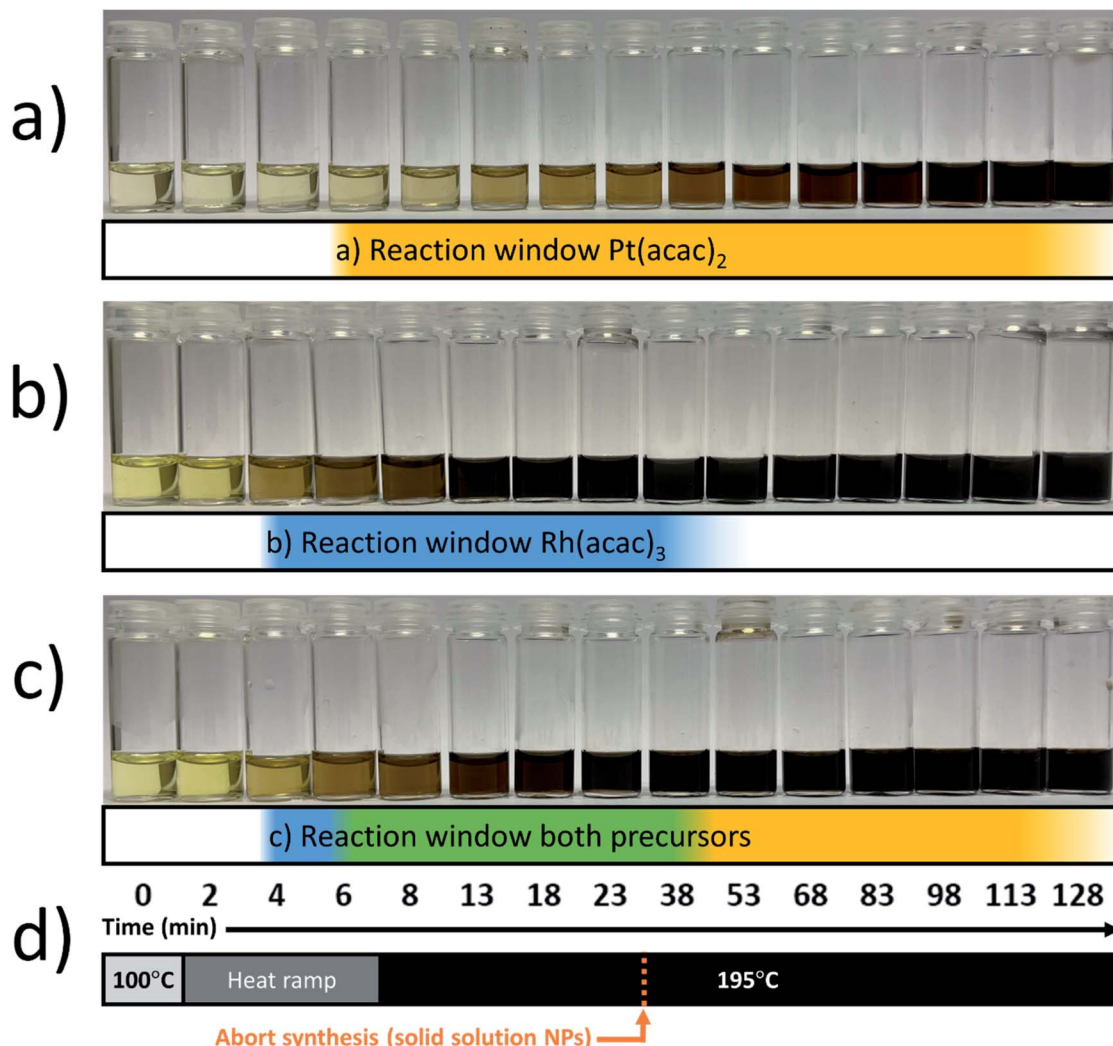 a)
a) Reaction window Pt(acac)₂
b)
b) Reaction window Rh(acac)₃
c)
c) Reaction window both precursors
0 2 4 6 8 13 18 23 38 53 68 83 98 113 128
d)
Time (min)
100°C Heat ramp 195°C
Abort synthesis (solid solution NPs)